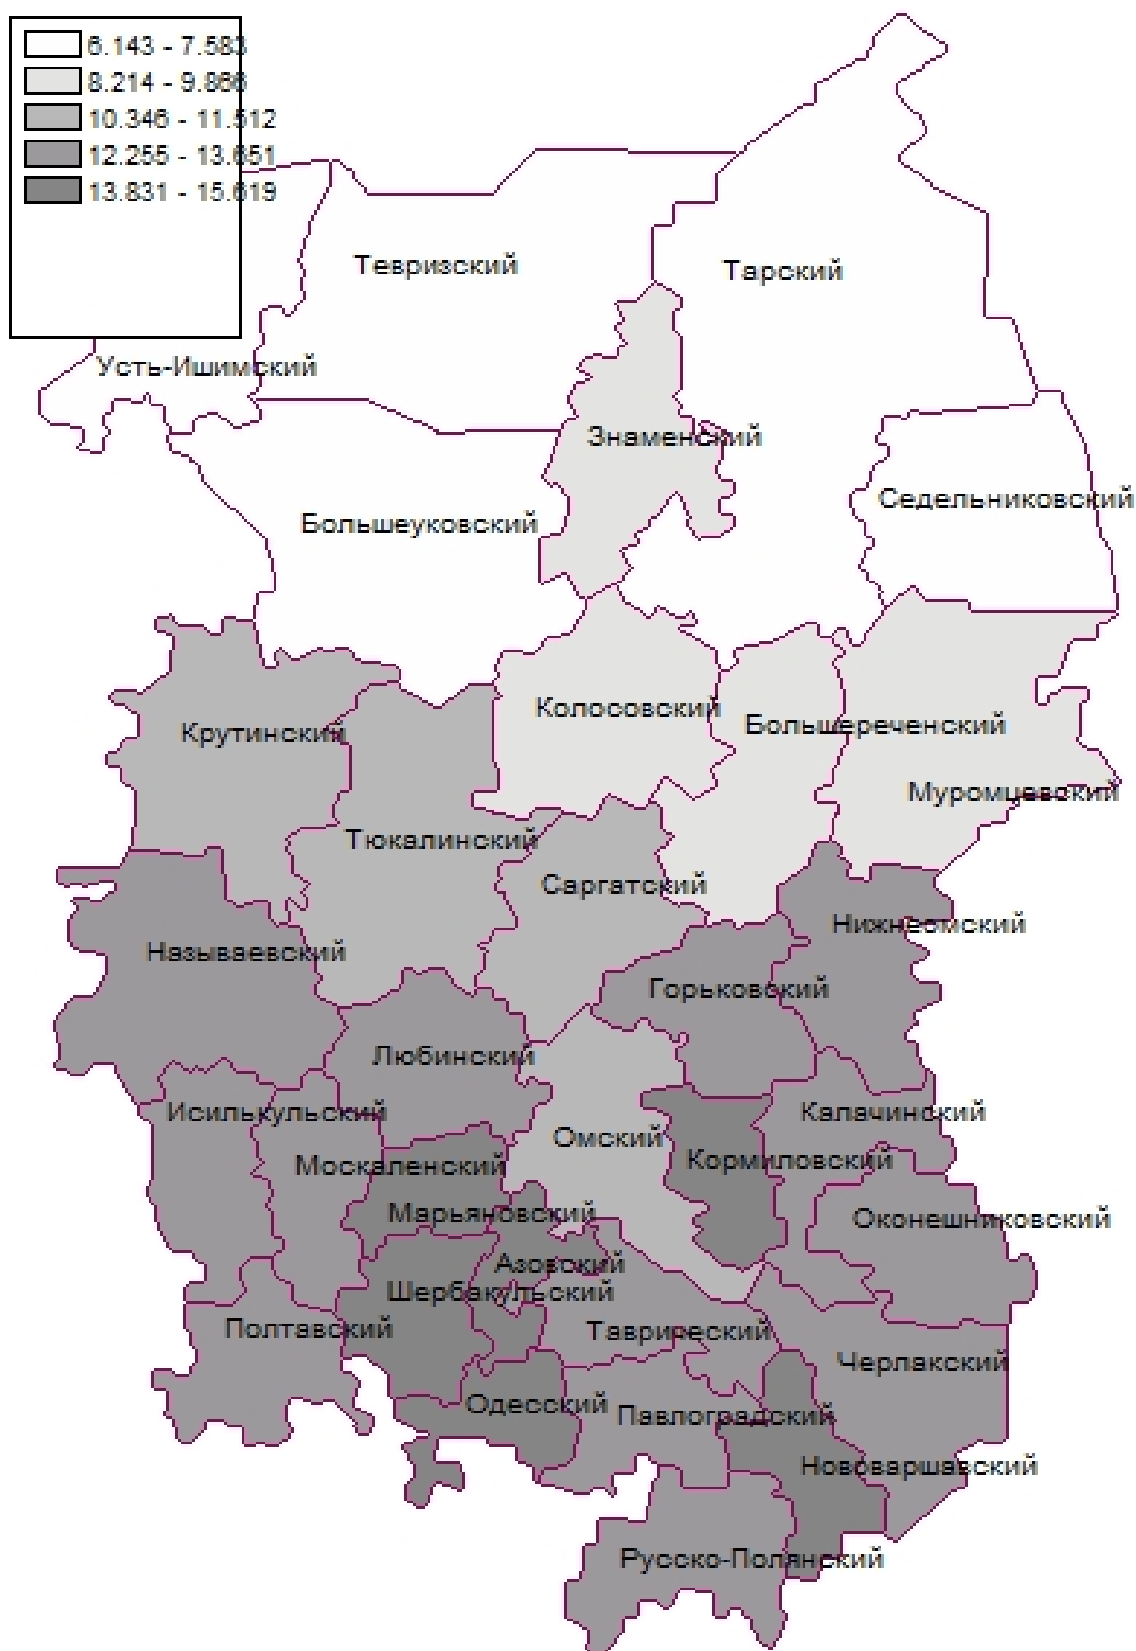 6.143 - 7.583
8.214 - 9.866
10.346 - 11.512
12.255 - 13.651
13.831 - 15.619
Тевризский
Тарский
Усть-Ишимский
Знаменский
Седельниковский
Большеуковский
Колосовский
Большереченский
Крутинский
Муромцевский
Тюкалинский
Саргатский
Нижнеомский
Называевский
Горьковский
Любинский
Исилькульский
Калачинский
Омский
Москаленский
Кормиловский
Марьяновский
Оконешниковский
Азовский
Шербакульский
Полтавский
Таврический
Черлакский
Одесский
Павлоградский
Нововаршавский
Русско-Полянский